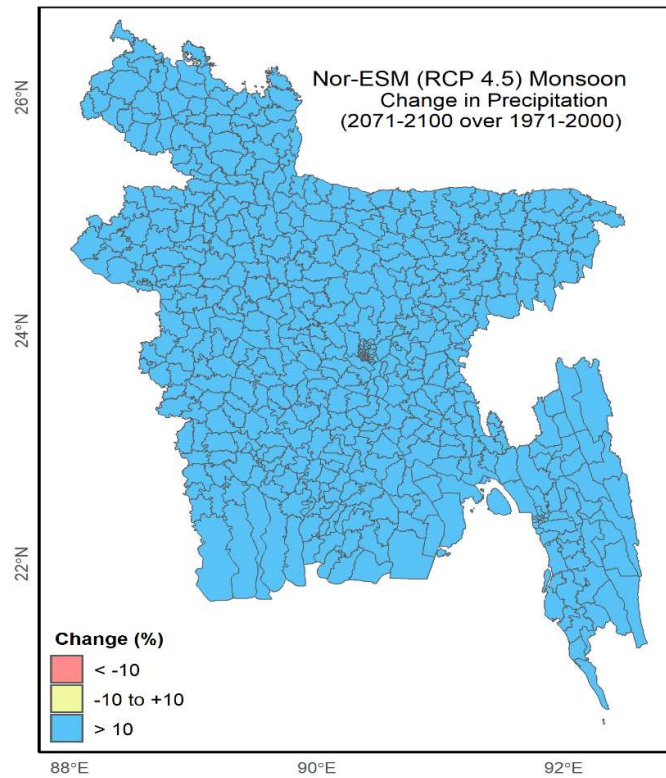 Nor-ESM (RCP 4.5) Monsoon
Change in Precipitation
(2071-2100 over 1971-2000)
26°N
24°N
22°N
Change (%)
< -10
-10 to +10
> 10
88°E
90°E
92°E